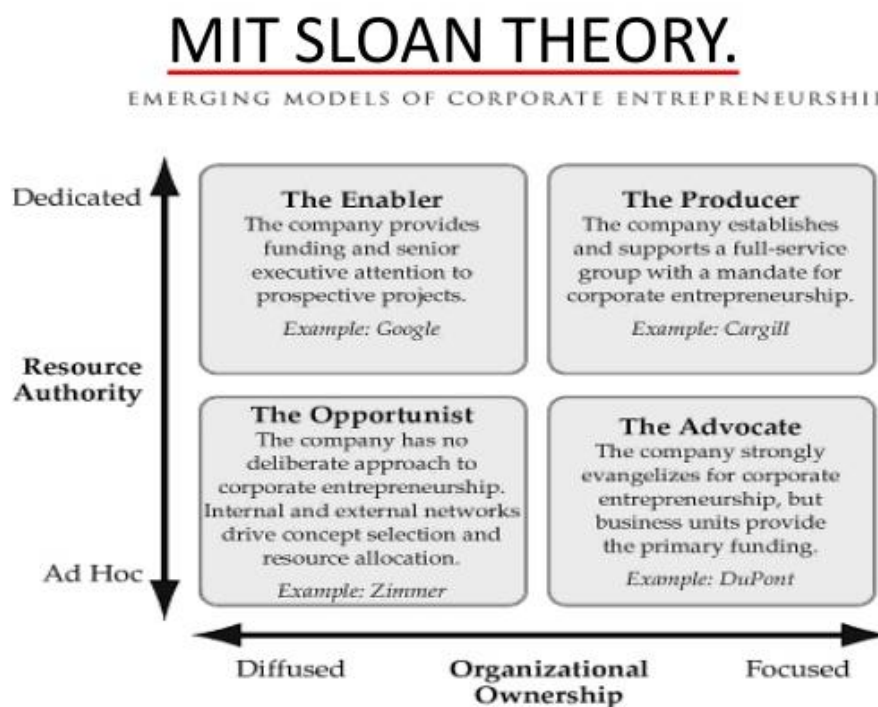 MIT SLOAN THEORY.
EMERGING MODELS OF CORPORATE ENTREPRENEURSHIP
Dedicated
The Enabler
The company provides
funding and senior
executive attention to
prospective projects.
Example: Google
The Producer
The company establishes
and supports a full-service
group with a mandate for
corporate entrepreneurship.
Example: Cargill
Resource
Authority
The Opportunist
The company has no
deliberate approach to
corporate entrepreneurship.
Internal and external networks
drive concept selection and
resource allocation.
Example: Zimmer
The Advocate
The company strongly
evangelizes for corporate
entrepreneurship, but
business units provide
the primary funding.
Example: DuPont
Ad Hoc
Diffused
Organizational
Ownership
Focused